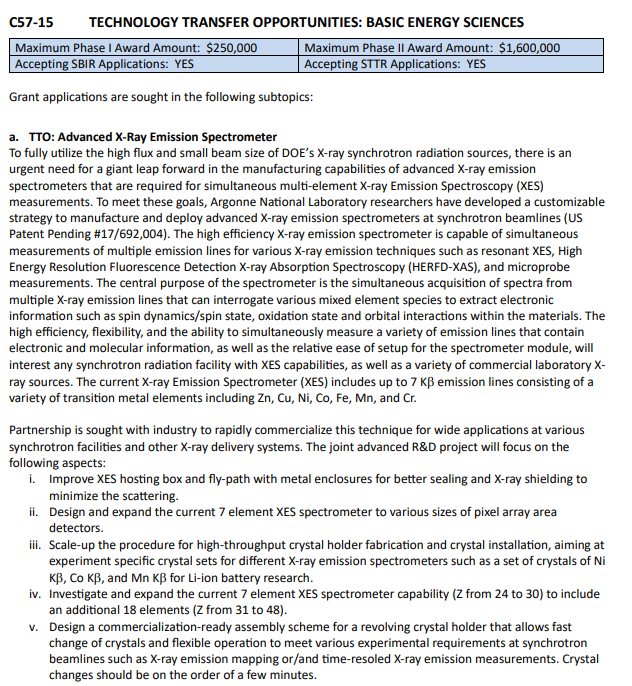 C57-15 TECHNOLOGY TRANSFER OPPORTUNITIES: BASIC ENERGY SCIENCES
Maximum Phase I Award Amount: $250,000 Maximum Phase II Award Amount: $1,600,000
Accepting SBIR Applications: YES Accepting STTR Applications: YES
Grant applications are sought in the following subtopics:
a. TTO: Advanced X-Ray Emission Spectrometer
To fully utilize the high flux and small beam size of DOE's X-ray synchrotron radiation sources, there is an
urgent need for a giant leap forward in the manufacturing capabilities of advanced X-ray emission
spectrometers that are required for simultaneous multi-element X-ray Emission Spectroscopy (XES)
measurements. To meet these goals, Argonne National Laboratory researchers have developed a customizable
strategy to manufacture and deploy advanced X-ray emission spectrometers at synchrotron beamlines (US
Patent Pending #17/692,004). The high efficiency X-ray emission spectrometer is capable of simultaneous
measurements of multiple emission lines for various X-ray emission techniques such as resonant XES, High
Energy Resolution Fluorescence Detection X-ray Absorption Spectroscopy (HERFD-XAS), and microprobe
measurements. The central purpose of the spectrometer is the simultaneous acquisition of spectra from
multiple X-ray emission lines that can interrogate various mixed element species to extract electronic
information such as spin dynamics/spin state, oxidation state and orbital interactions within the materials. The
high efficiency, flexibility, and the ability to simultaneously measure a variety of emission lines that contain
electronic and molecular information, as well as the relative ease of setup for the spectrometer module, will
interest any synchrotron radiation facility with XES capabilities, as well as a variety of commercial laboratory X-
ray sources. The current X-ray Emission Spectrometer (XES) includes up to 7 Kβ emission lines consisting of a
variety of transition metal elements including Zn, Cu, Ni, Co, Fe, Mn, and Cr.
Partnership is sought with industry to rapidly commercialize this technique for wide applications at various
synchrotron facilities and other X-ray delivery systems. The joint advanced R&D project will focus on the
following aspects:
i. Improve XES hosting box and fly-path with metal enclosures for better sealing and X-ray shielding to
minimize the scattering.
ii. Design and expand the current 7 element XES spectrometer to various sizes of pixel array area
detectors.
iii. Scale-up the procedure for high-throughput crystal holder fabrication and crystal installation, aiming at
experiment specific crystal sets for different X-ray emission spectrometers such as a set of crystals of Ni
Kβ, Co Kβ, and Mn Kβ for Li-ion battery research.
iv. Investigate and expand the current 7 element XES spectrometer capability (Z from 24 to 30) to include
an additional 18 elements (Z from 31 to 48).
v. Design a commercialization-ready assembly scheme for a revolving crystal holder that allows fast
change of crystals and flexible operation to meet various experimental requirements at synchrotron
beamlines such as X-ray emission mapping or/and time-resoled X-ray emission measurements. Crystal
changes should be on the order of a few minutes.